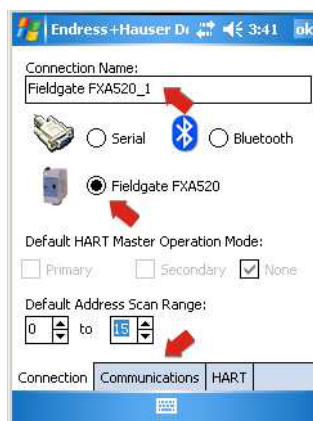 Endress+Hauser De 3:41 ok
Connection Name:
Fieldgate FXA520_1
Serial Bluetooth
Fieldgate FXA520
Default HART Master Operation Mode:
Primary Secondary None
Default Address Scan Range:
0 to 15
Connection Communications HART